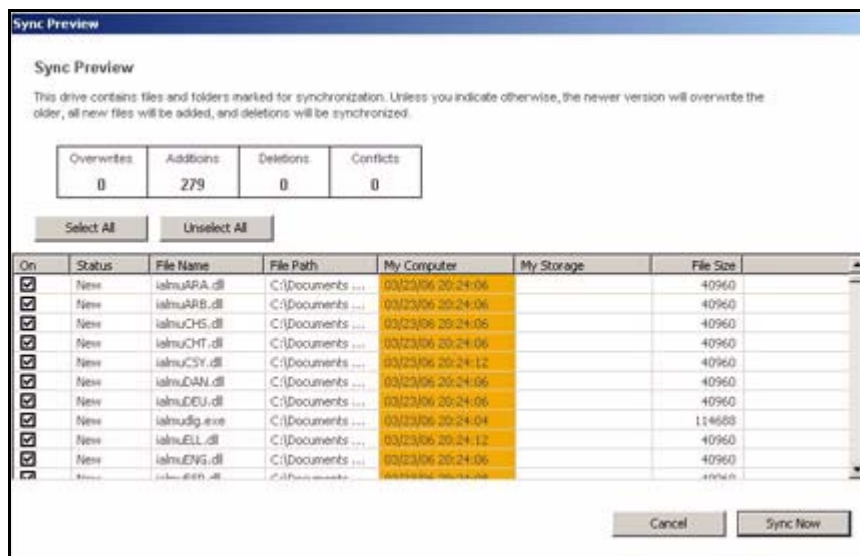 Sync Preview
Sync Preview
This drive contains files and folders marked for synchronization. Unless you indicate otherwise, the newer version will overwrite the
older, all new files will be added, and deletions will be synchronized.
Overwrites Additioins Deletions Conflicts
0 279 0 0
Select All Unselect All
On Status File Name File Path My Computer My Storage File Size
New ialmuARA.dll C:\Documents ... 03/23/06 20:24:06 40960
New ialmuARB.dll C:\Documents ... 03/23/06 20:24:06 40960
New ialmuCHS.dll C:\Documents ... 03/23/06 20:24:06 40960
New ialmuCHT.dll C:\Documents ... 03/23/06 20:24:06 40960
New ialmuCSY.dll C:\Documents ... 03/23/06 20:24:12 40960
New ialmuDAN.dll C:\Documents ... 03/23/06 20:24:06 40960
New ialmuDEU.dll C:\Documents ... 03/23/06 20:24:06 40960
New ialmudlg.exe C:\Documents ... 03/23/06 20:24:04 114688
New ialmuELL.dll C:\Documents ... 03/23/06 20:24:12 40960
New ialmuENG.dll C:\Documents ... 03/23/06 20:24:06 40960
Cancel Sync Now